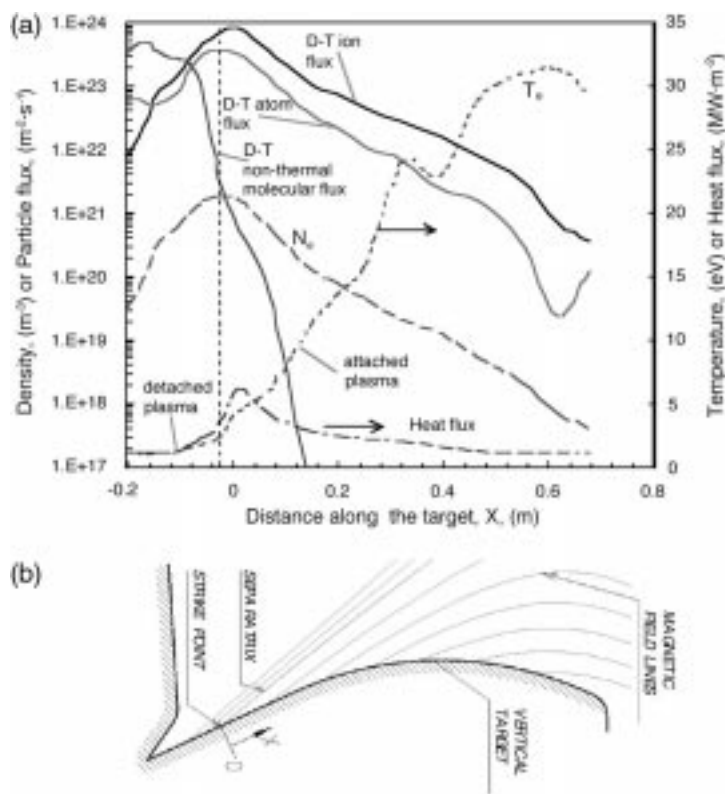 (a)
Density, (m⁻³) or Particle flux, (m⁻²·s⁻¹)
1.E+24
1.E+23
1.E+22
1.E+21
1.E+20
1.E+19
1.E+18
1.E+17
D-T ion
flux
D-T atom
flux
D-T
non-thermal
molecular flux
Nₑ
Tₑ
detached
plasma
attached
plasma
Heat flux
35
30
25
20
15
10
5
0
Temperature, (eV) or Heat flux, (MW·m⁻²)
-0.2
0
0.2
0.4
0.6
0.8
Distance along the target, X, (m)
(b)
STRIKE POINT
SEPARATRIX
MAGNETIC
FIELD LINES
VERTICAL
TARGET
X
0